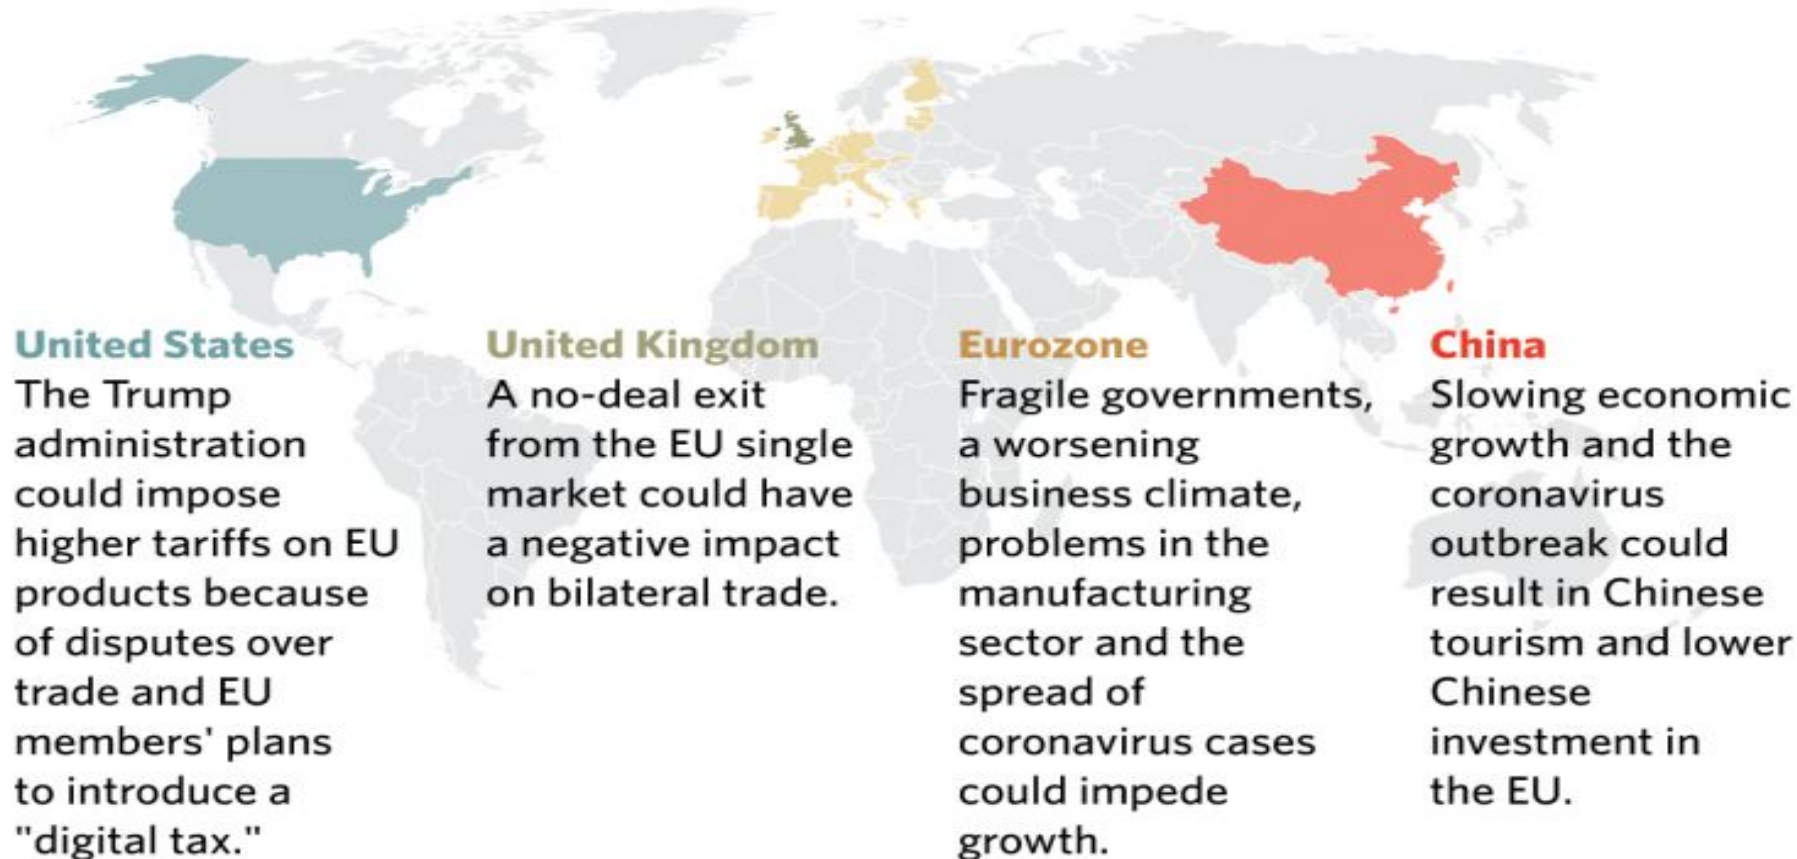 United States
The Trump
administration
could impose
higher tariffs on EU
products because
of disputes over
trade and EU
members' plans
to introduce a
"digital tax."
United Kingdom
A no-deal exit
from the EU single
market could have
a negative impact
on bilateral trade.
Eurozone
Fragile governments,
a worsening
business climate,
problems in the
manufacturing
sector and the
spread of
coronavirus cases
could impede
growth.
China
Slowing economic
growth and the
coronavirus
outbreak could
result in Chinese
tourism and lower
Chinese
investment in
the EU.